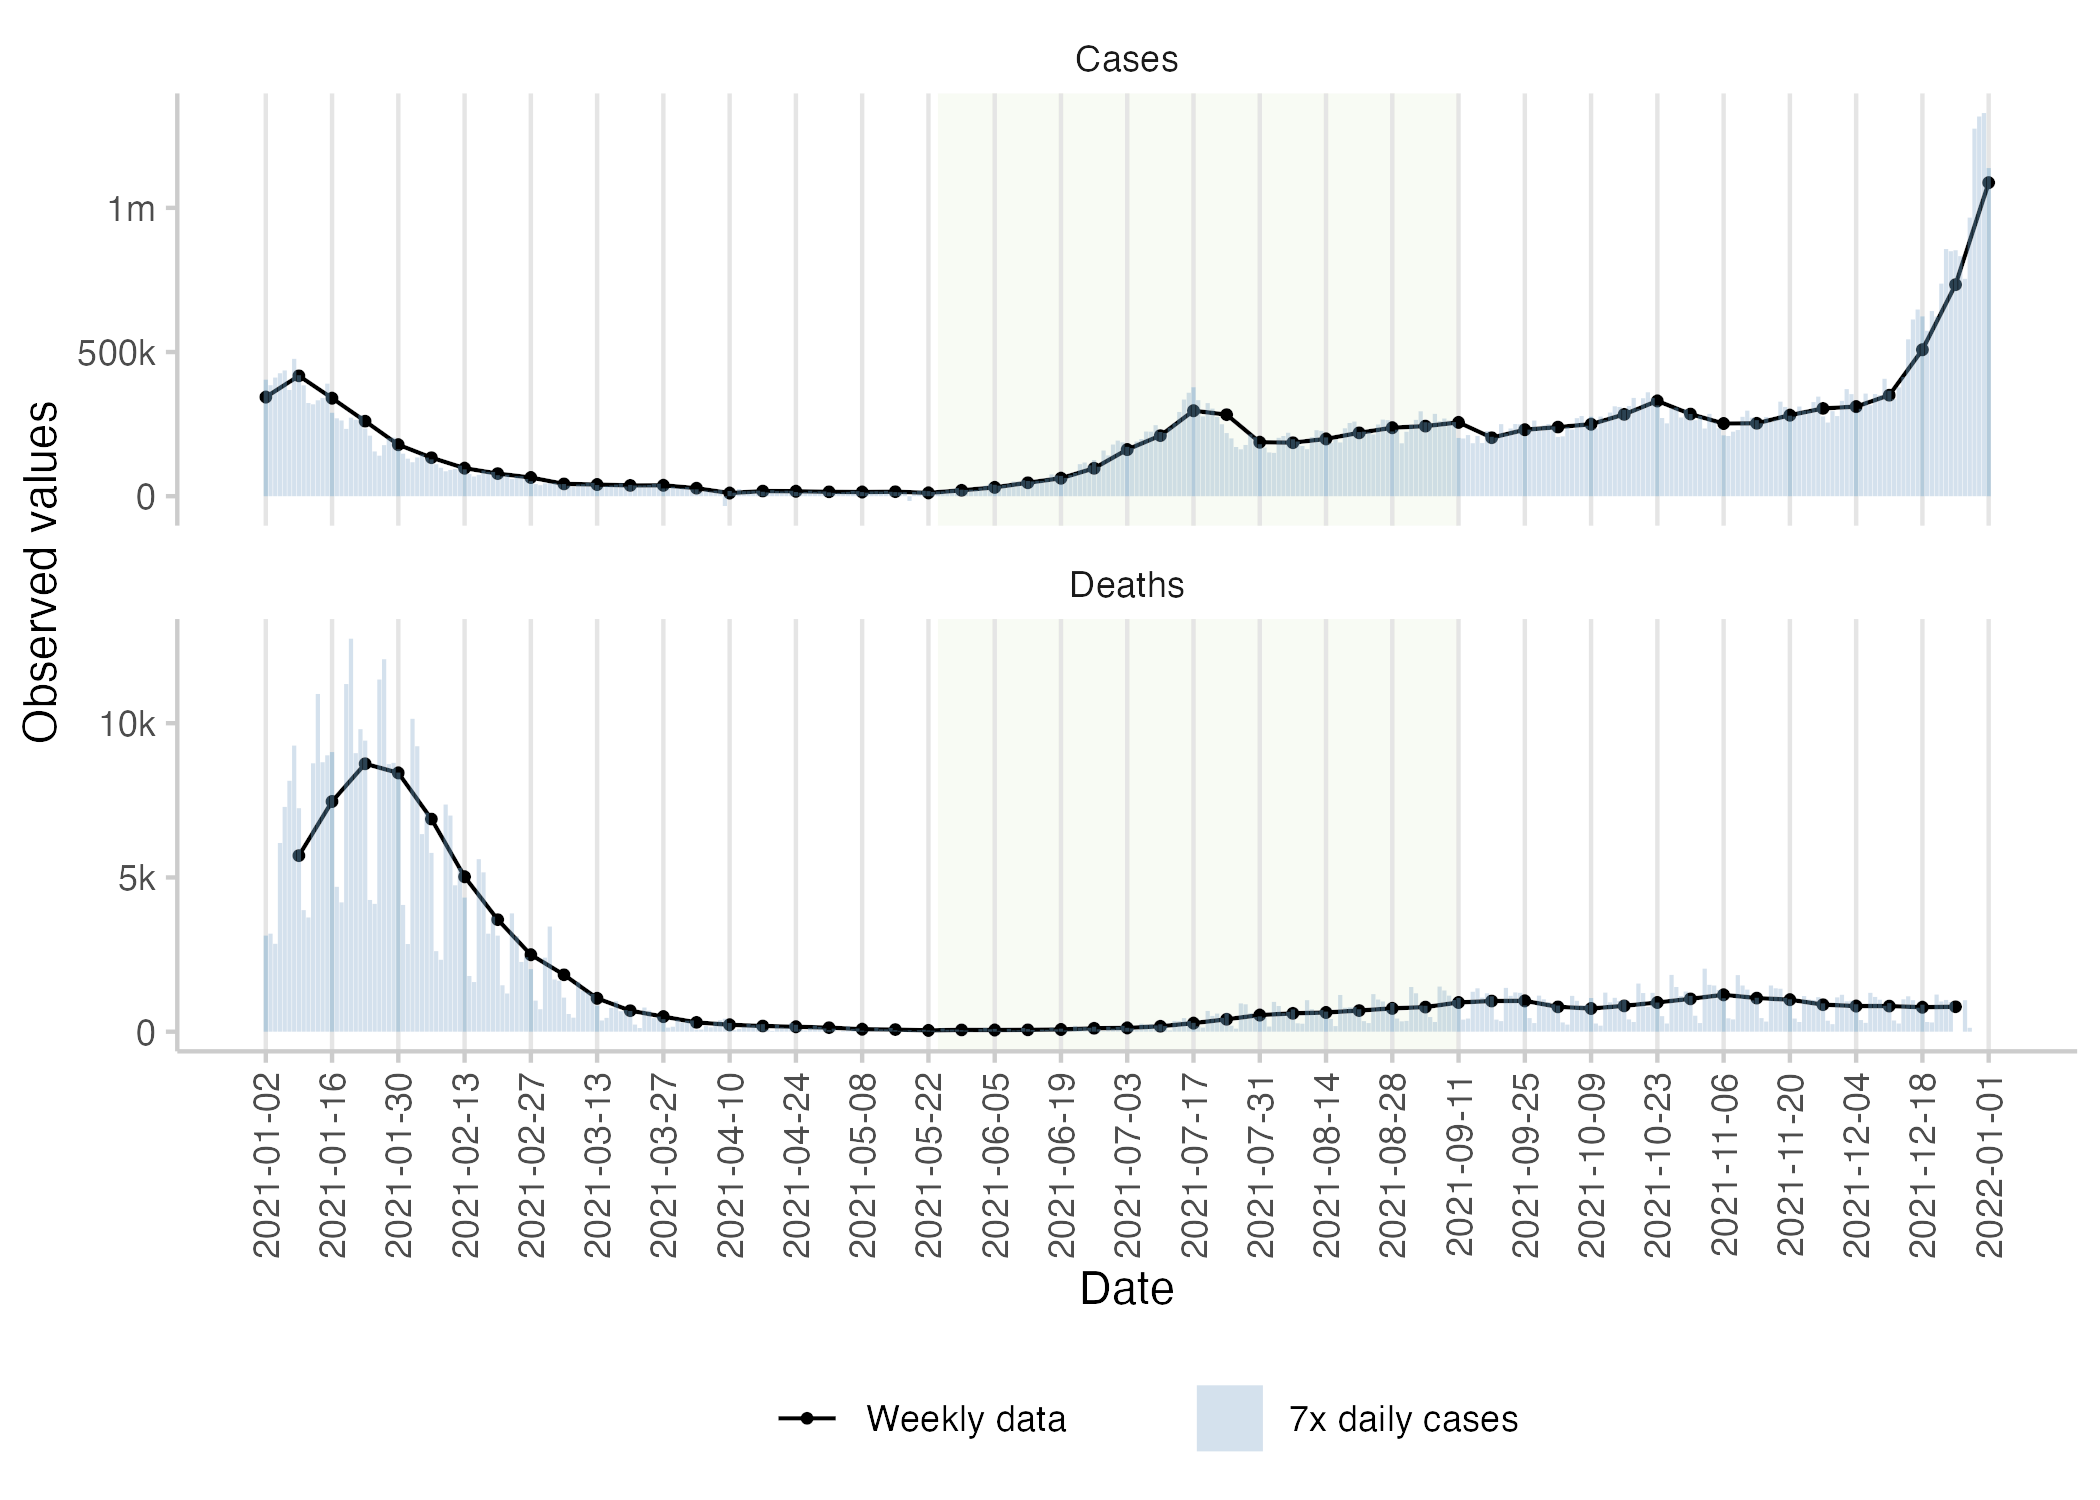 Cases
Observed values
1m
500k
0
Deaths
10k
5k
0
2021-01-02
2021-01-16
2021-01-30
2021-02-13
2021-02-27
2021-03-13
2021-03-27
2021-04-10
2021-04-24
2021-05-08
2021-05-22
2021-06-05
2021-06-19
2021-07-03
2021-07-17
2021-07-31
2021-08-14
2021-08-28
2021-09-11
2021-09-25
2021-10-09
2021-10-23
2021-11-06
2021-11-20
2021-12-04
2021-12-18
2022-01-01
Date
Weekly data
7x daily cases